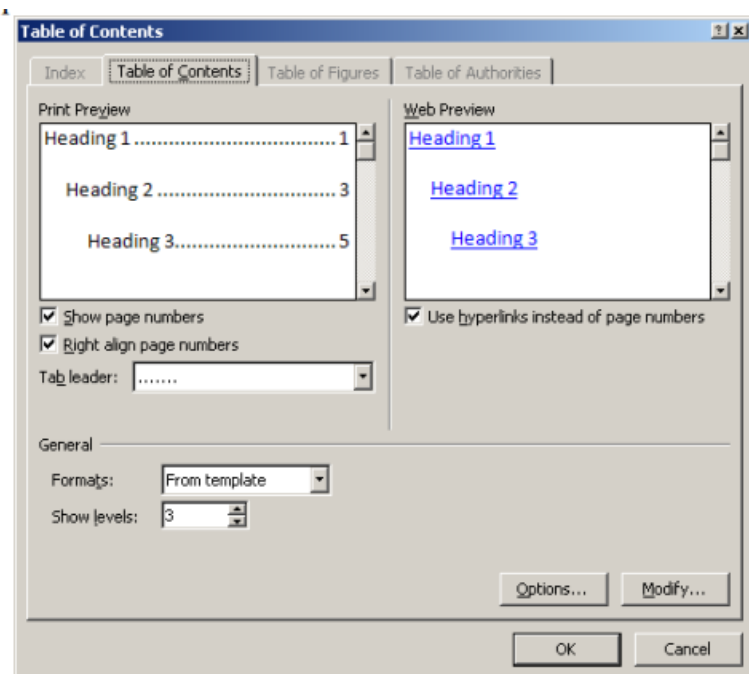 Table of Contents
Index Table of Contents Table of Figures Table of Authorities
Print Preview
Heading 1....................................1
Heading 2................................3
Heading 3.............................5
Show page numbers
Right align page numbers
Tab leader: .......
Web Preview
Heading 1
Heading 2
Heading 3
Use hyperlinks instead of page numbers
General
Formats: From template
Show levels: 3
Options... Modify...
OK Cancel